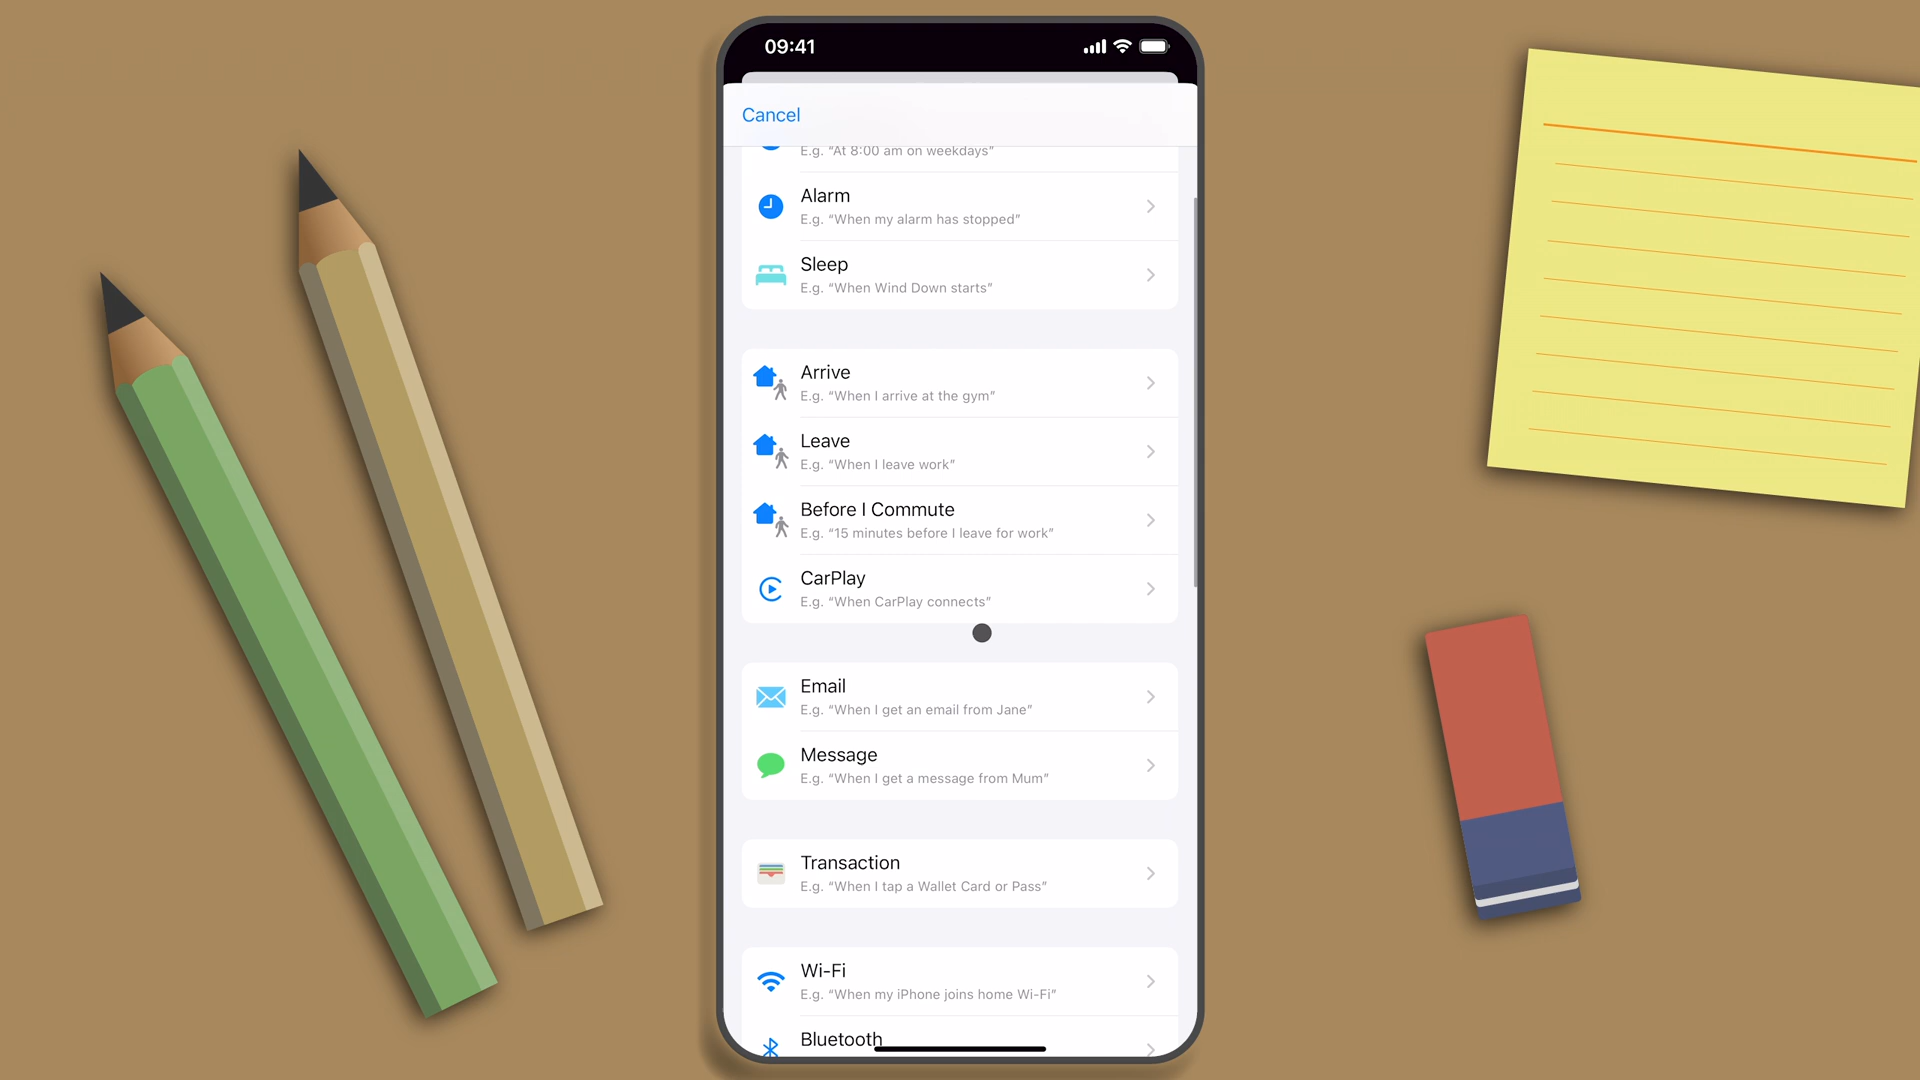 09:41
Cancel
E.g. “At 8:00 am on weekdays”
Alarm
E.g. “When my alarm has stopped”
Sleep
E.g. “When Wind Down starts”
Arrive
E.g. “When I arrive at the gym”
Leave
E.g. “When I leave work”
Before I Commute
E.g. “15 minutes before I leave for work”
CarPlay
E.g. “When CarPlay connects”
Email
E.g. “When I get an email from Jane”
Message
E.g. “When I get a message from Mum”
Transaction
E.g. “When I tap a Wallet Card or Pass”
Wi-Fi
E.g. “When my iPhone joins home Wi-Fi”
Bluetooth